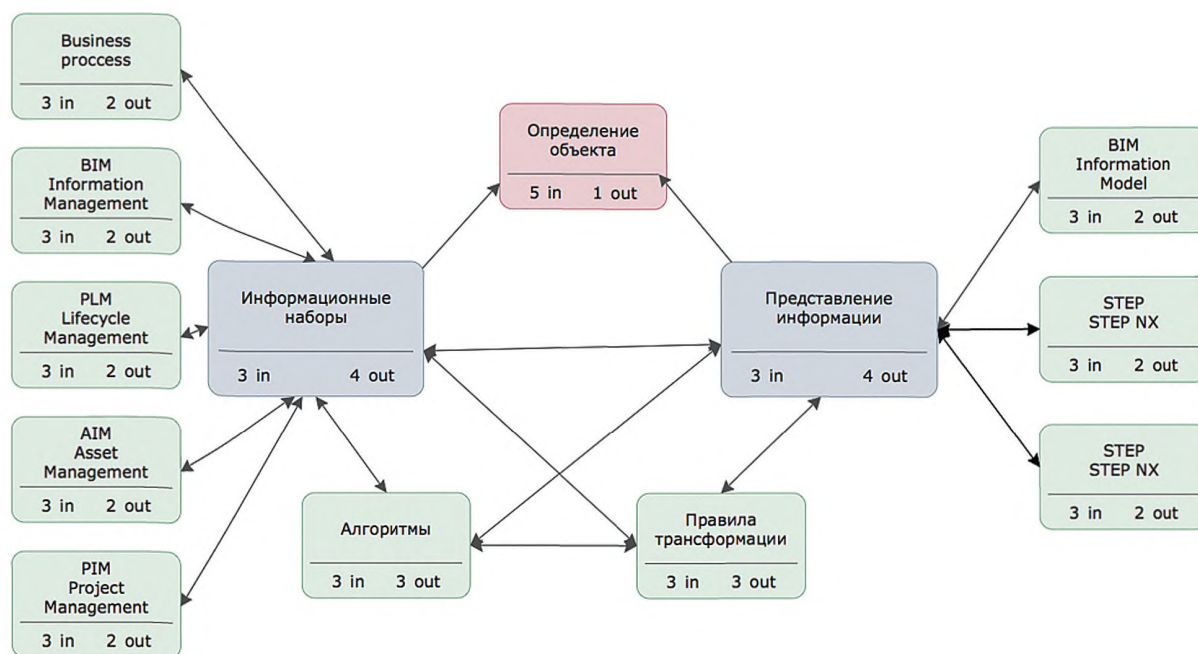 Business
proccess
3 in 2 out
BIM
Information
Management
3 in 2 out
PLM
Lifecycle
Management
3 in 2 out
AIM
Asset
Management
3 in 2 out
PIM
Project
Management
3 in 2 out
Информационные
наборы
3 in 4 out
Определение
объекта
5 in 1 out
Представление
информации
3 in 4 out
Алгоритмы
3 in 3 out
Правила
трансформации
3 in 3 out
BIM
Information
Model
3 in 2 out
STEP
STEP NX
3 in 2 out
STEP
STEP NX
3 in 2 out